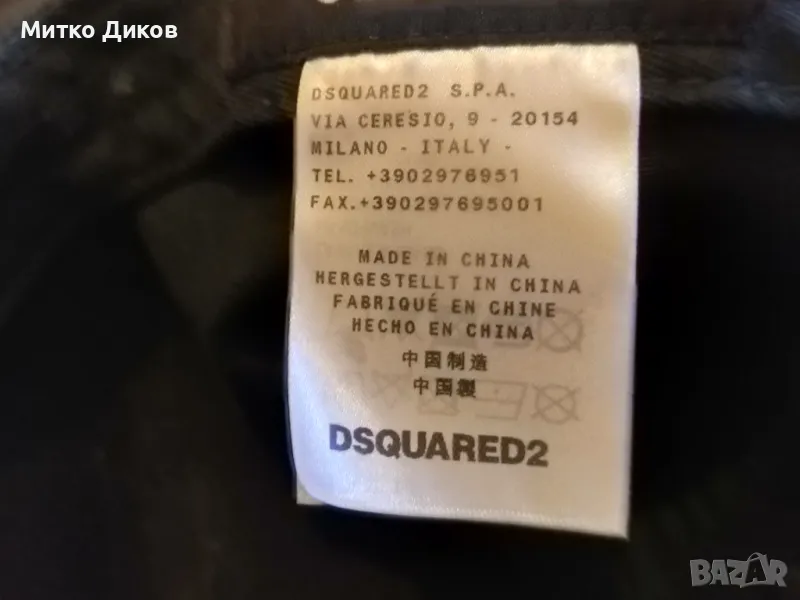 Митко Диков
DSQUARED2 S.P.A.
VIA CERESIO, 9 - 20154
MILANO - ITALY -
TEL. +3902976951
FAX.+390297695001
MADE IN CHINA
HERGESTELLT IN CHINA
FABRIQUÉ EN CHINE
HECHO EN CHINA
中国制造
中国製
DSQUARED2
BAZAR